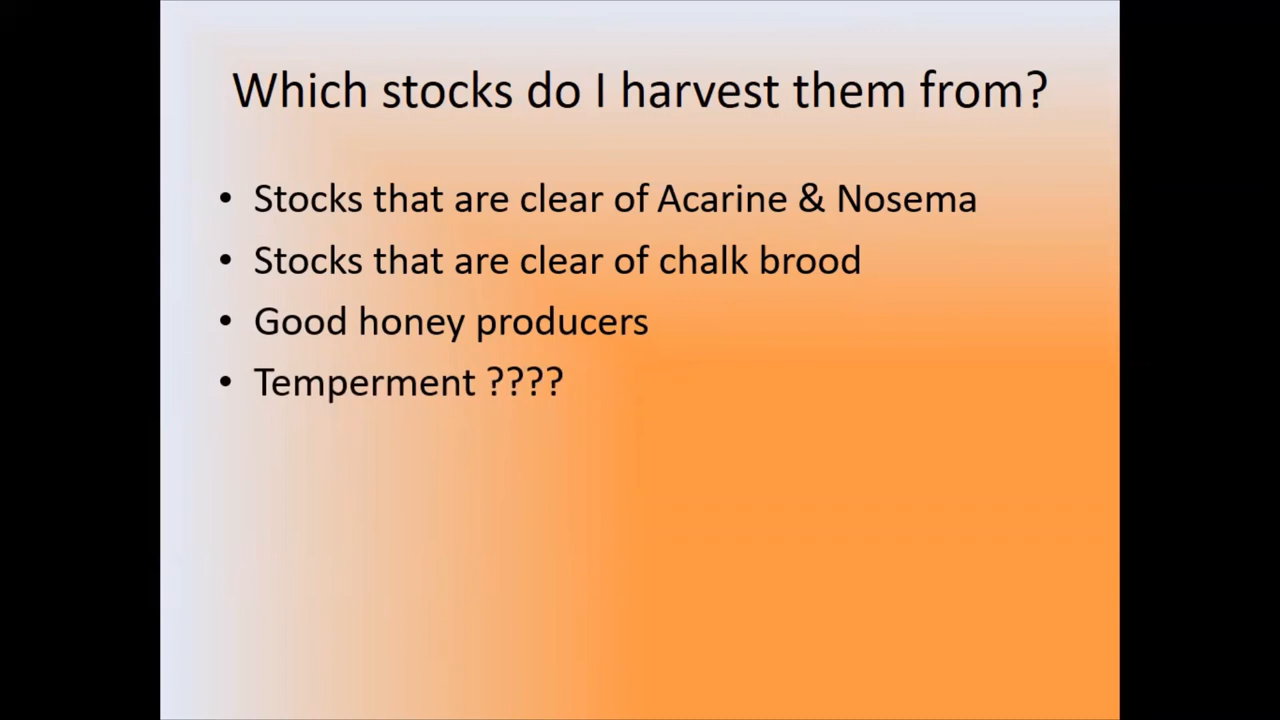 Which stocks do I harvest them from?
• Stocks that are clear of Acarine & Nosema
• Stocks that are clear of chalk brood
• Good honey producers
• Temperment ????